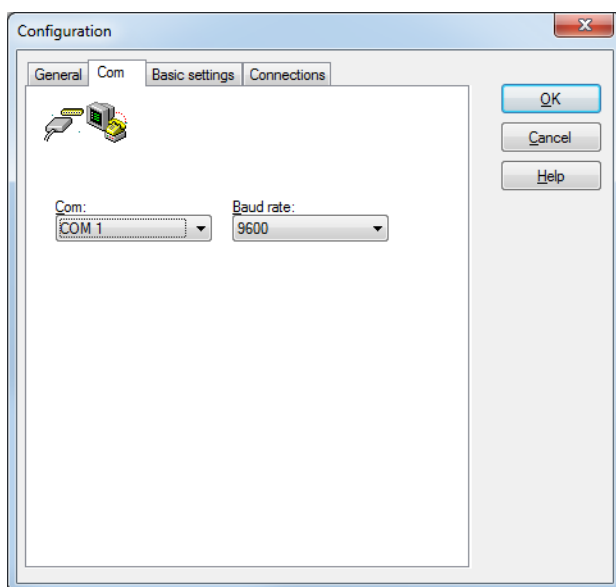 Configuration
General Com Basic settings Connections
OK
Cancel
Help
Com: Baud rate:
COM 1 9600